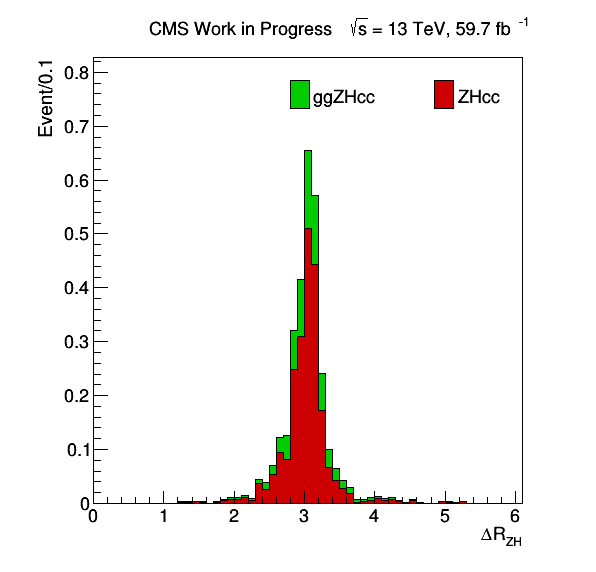 CMS Work in Progress √s = 13 TeV, 59.7 fb⁻¹
Event/0.1
ggZHcc ZHcc
0.8
0.7
0.6
0.5
0.4
0.3
0.2
0.1
0
0 1 2 3 4 5 6
ΔR_ZH